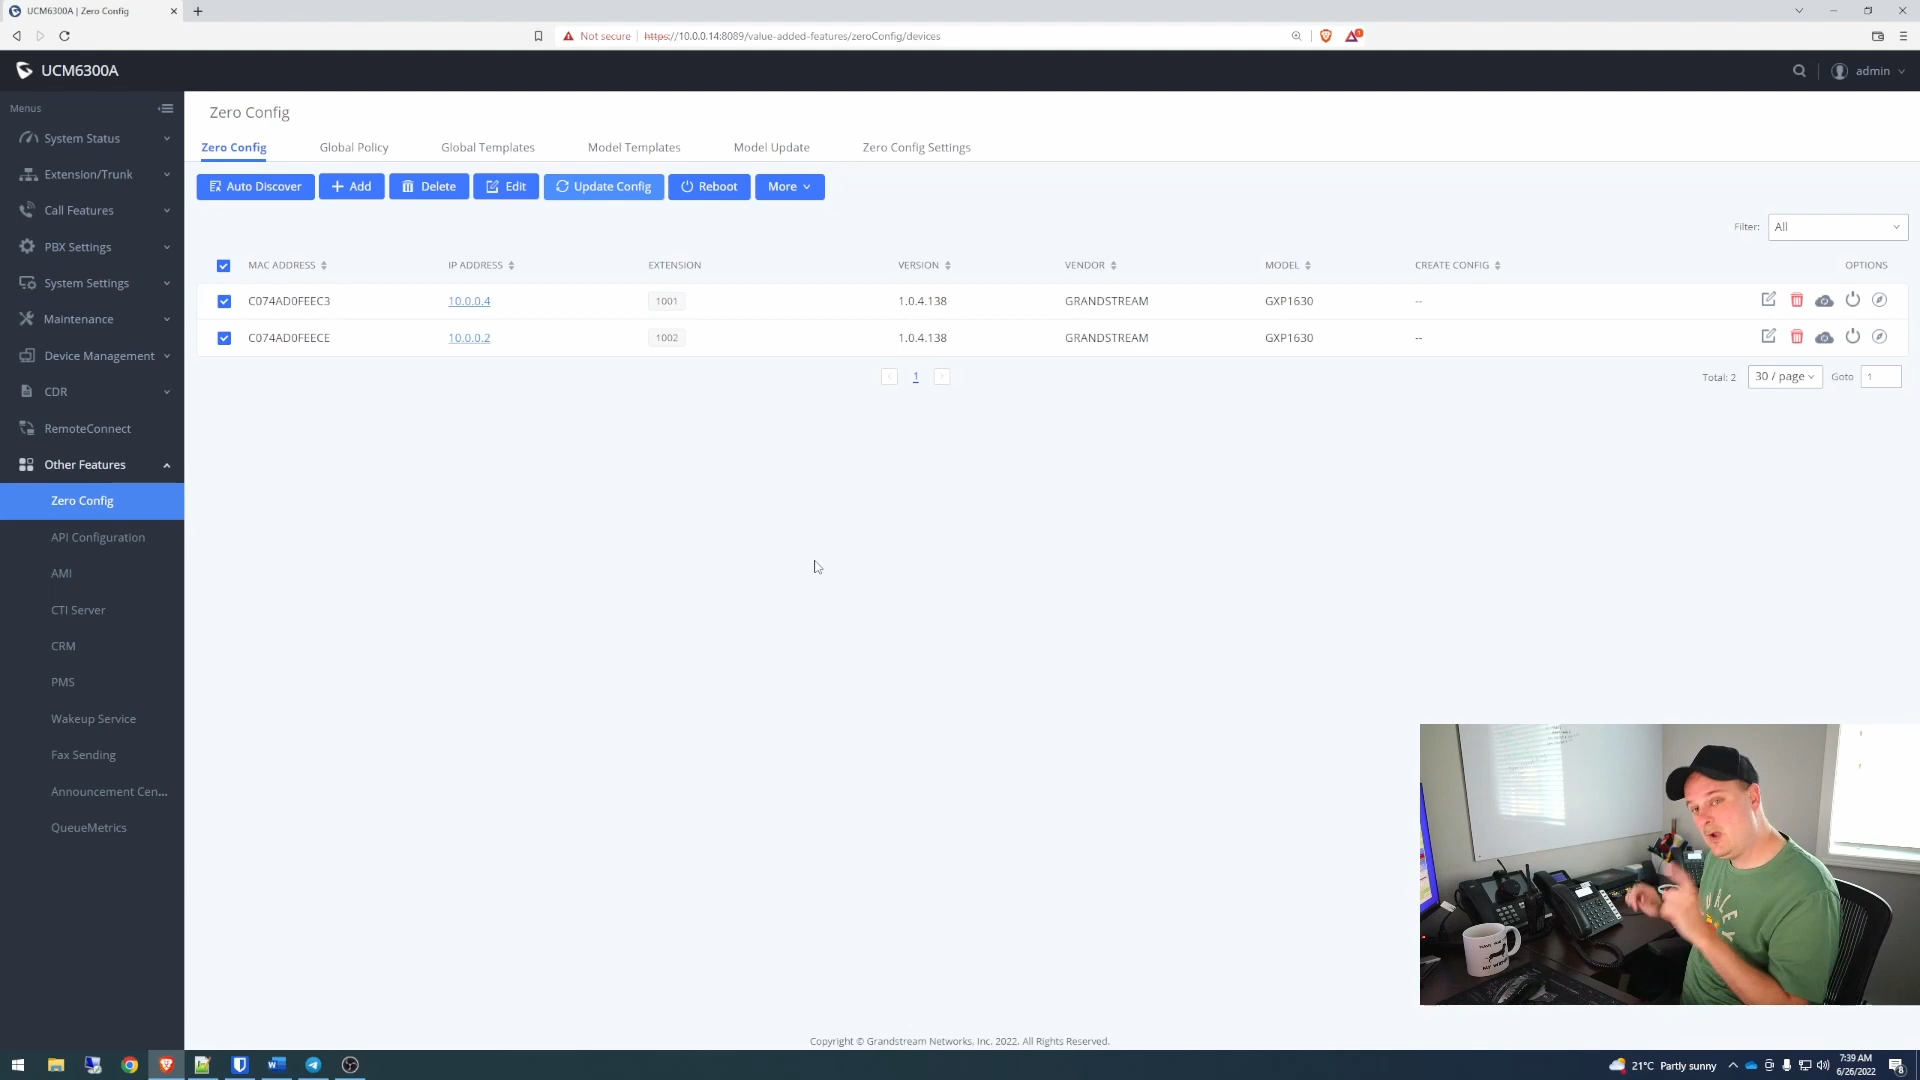 UCM6300A | Zero Config
Not secure
https://10.0.0.14:8089/value-added-features/zeroConfig/devices
UCM6300A
admin
Menus
System Status
Extension/Trunk
Call Features
PBX Settings
System Settings
Maintenance
Device Management
CDR
RemoteConnect
Other Features
Zero Config
API Configuration
AMI
CTI Server
CRM
PMS
Wakeup Service
Fax Sending
Announcement Cen...
QueueMetrics
Zero Config
Zero Config Global Policy Global Templates Model Templates Model Update Zero Config Settings
Auto Discover Add Delete Edit Update Config Reboot More
Filter: All
MAC ADDRESS IP ADDRESS EXTENSION VERSION VENDOR MODEL CREATE CONFIG OPTIONS
C074AD0FEEC3 10.0.0.4 1001 1.0.4.138 GRANDSTREAM GXP1630 --
C074AD0FEECE 10.0.0.2 1002 1.0.4.138 GRANDSTREAM GXP1630 --
< 1 > Total: 2 30 / page Goto 1
Copyright © Grandstream Networks, Inc. 2022. All Rights Reserved.
21°C Partly sunny
7:39 AM
6/26/2022
8